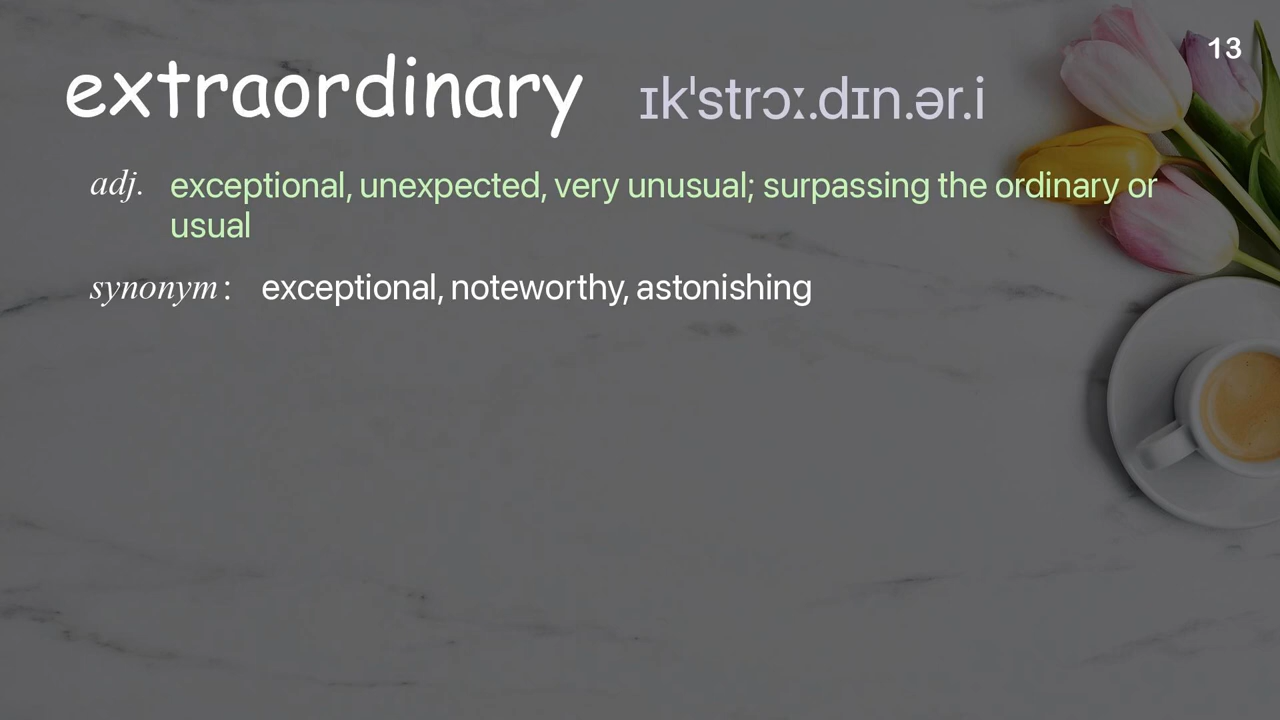 13
extraordinary ɪkˈstrɔː.dɪn.ər.i
adj. exceptional, unexpected, very unusual; surpassing the ordinary or
usual
synonym: exceptional, noteworthy, astonishing